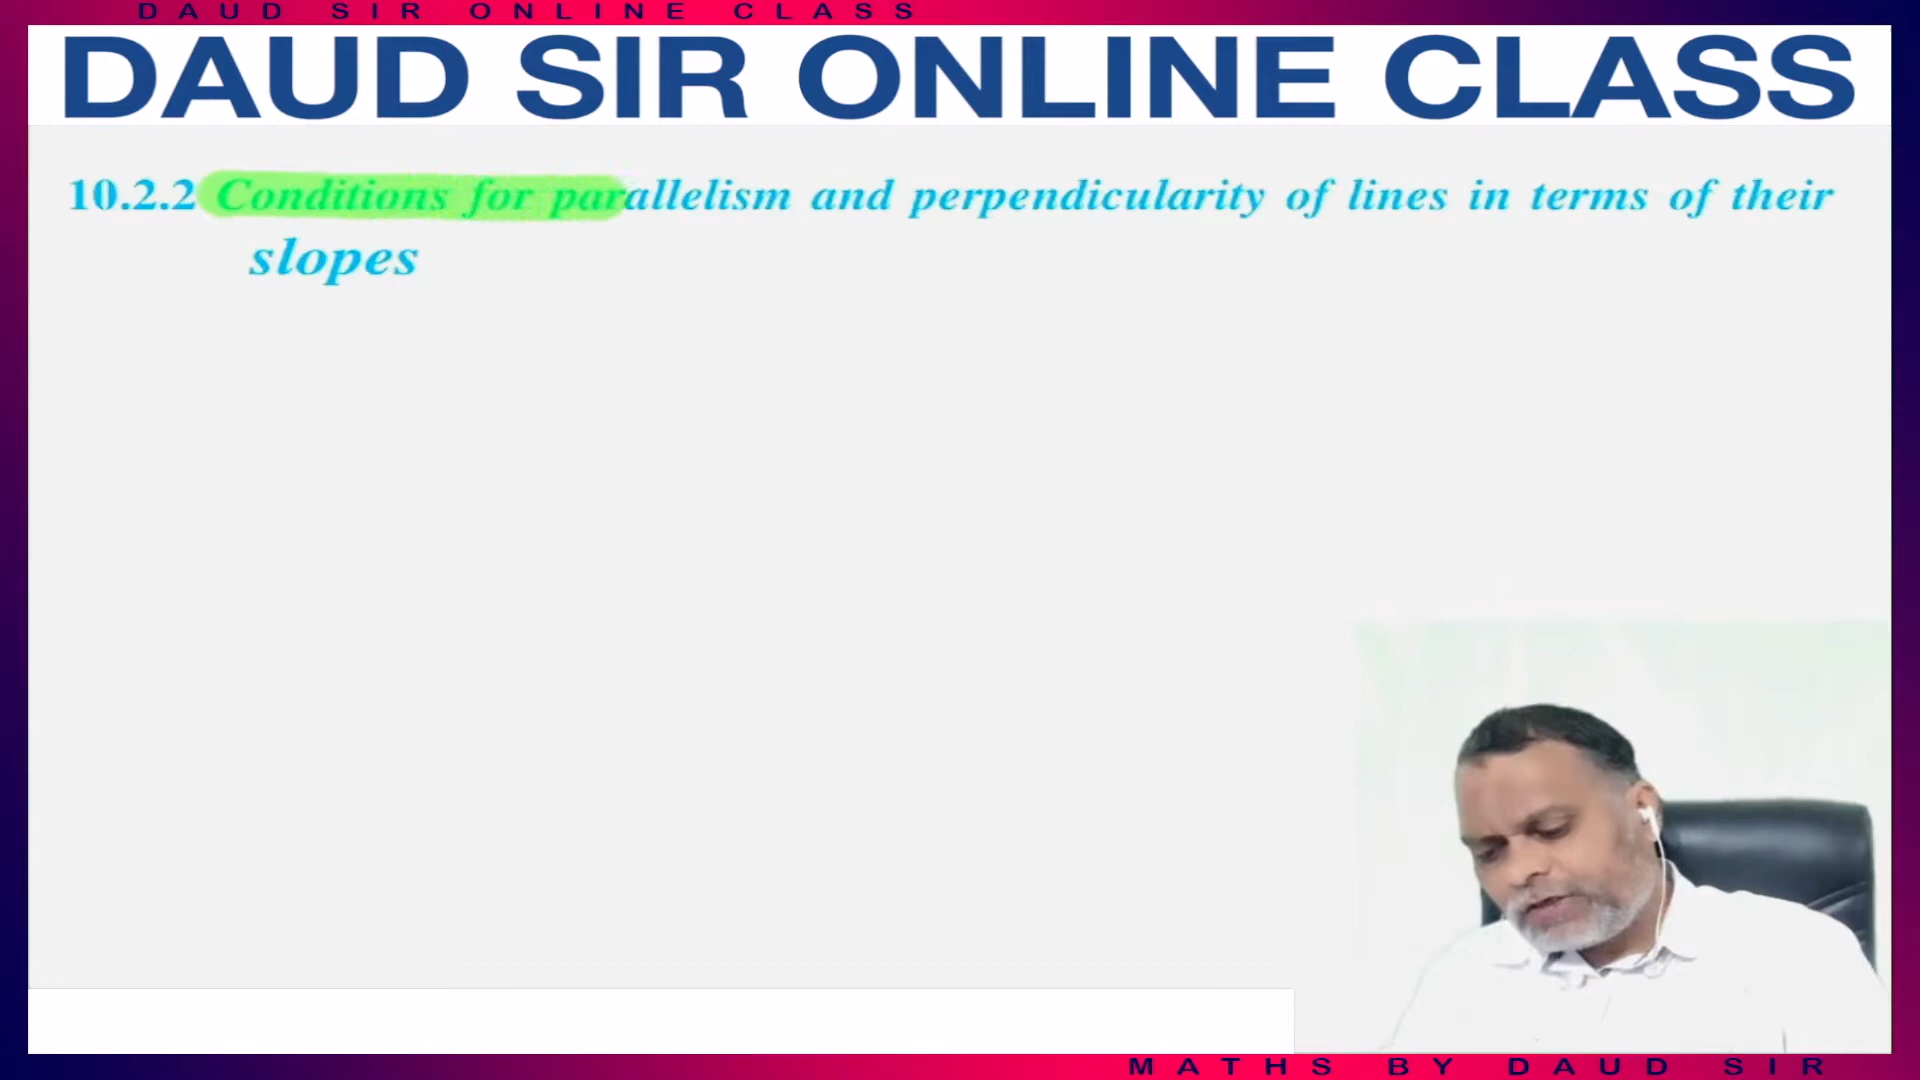 DAUD SIR ONLINE CLASS
DAUD SIR ONLINE CLASS
10.2.2 Conditions for parallelism and perpendicularity of lines in terms of their
slopes
MATHS BY DAUD SIR